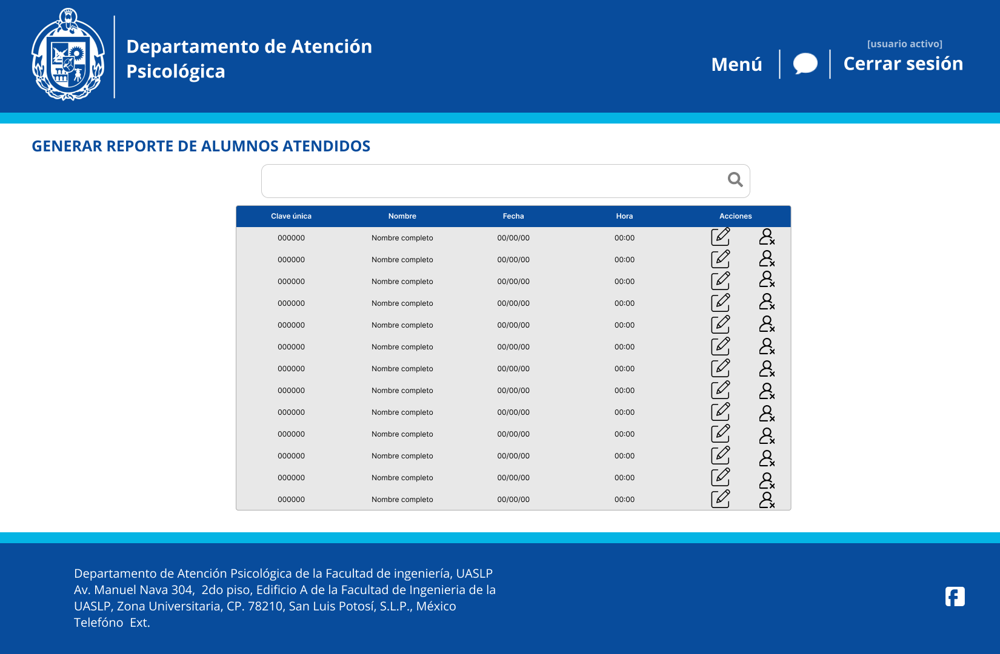 Departamento de Atención
Psicológica
[usuario activo]
Menú
Cerrar sesión
GENERAR REPORTE DE ALUMNOS ATENDIDOS
Clave única Nombre Fecha Hora Acciones
000000 Nombre completo 00/00/00 00:00
000000 Nombre completo 00/00/00 00:00
000000 Nombre completo 00/00/00 00:00
000000 Nombre completo 00/00/00 00:00
000000 Nombre completo 00/00/00 00:00
000000 Nombre completo 00/00/00 00:00
000000 Nombre completo 00/00/00 00:00
000000 Nombre completo 00/00/00 00:00
000000 Nombre completo 00/00/00 00:00
000000 Nombre completo 00/00/00 00:00
000000 Nombre completo 00/00/00 00:00
000000 Nombre completo 00/00/00 00:00
000000 Nombre completo 00/00/00 00:00
Departamento de Atención Psicológica de la Facultad de ingeniería, UASLP
Av. Manuel Nava 304,  2do piso, Edificio A de la Facultad de Ingenieria de la
UASLP, Zona Universitaria, CP. 78210, San Luis Potosí, S.L.P., México
Telefóno  Ext.